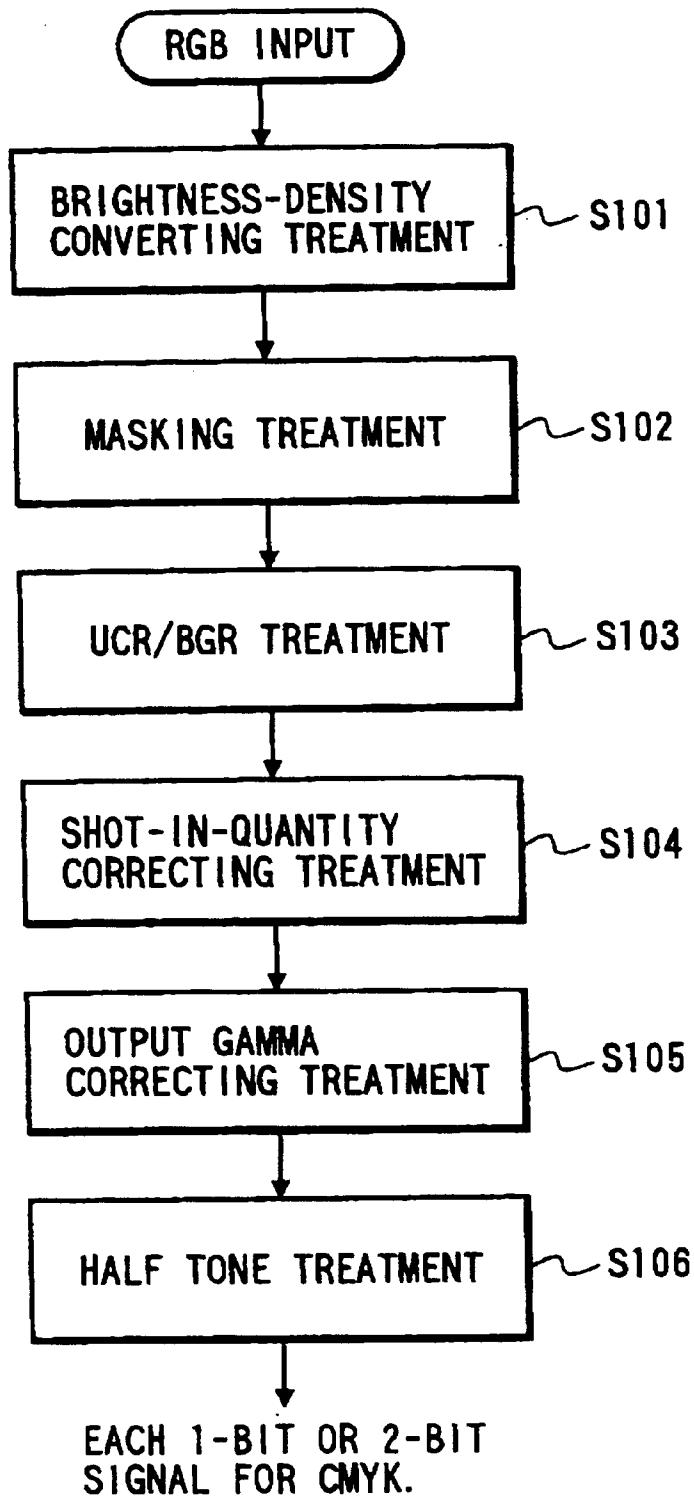 RGB INPUT
BRIGHTNESS-DENSITY
CONVERTING TREATMENT
S101
MASKING TREATMENT
S102
UCR/BGR TREATMENT
S103
SHOT-IN-QUANTITY
CORRECTING TREATMENT
S104
OUTPUT GAMMA
CORRECTING TREATMENT
S105
HALF TONE TREATMENT
S106
EACH 1-BIT OR 2-BIT
SIGNAL FOR CMYK.